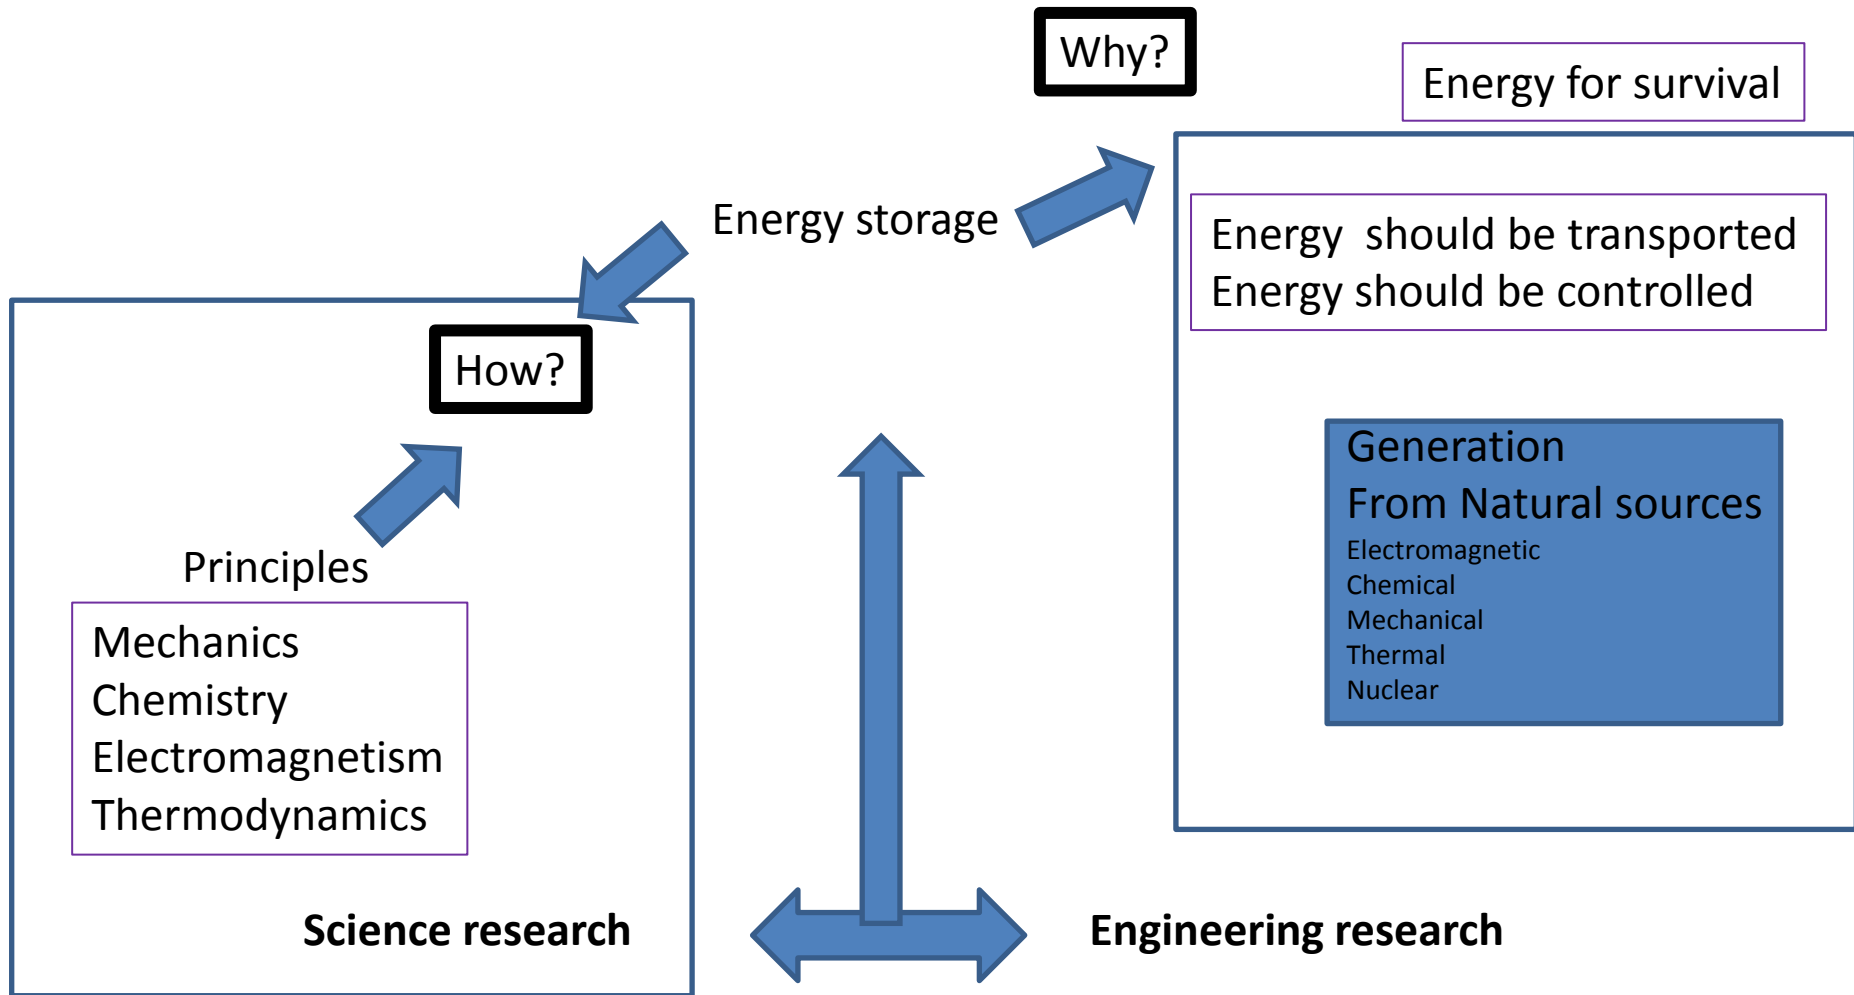 Why?
Energy for survival
Energy storage
Energy  should be transported
Energy should be controlled
How?
Generation
From Natural sources
Electromagnetic
Chemical
Mechanical
Thermal
Nuclear
Principles
Mechanics
Chemistry
Electromagnetism
Thermodynamics
Science research
Engineering research